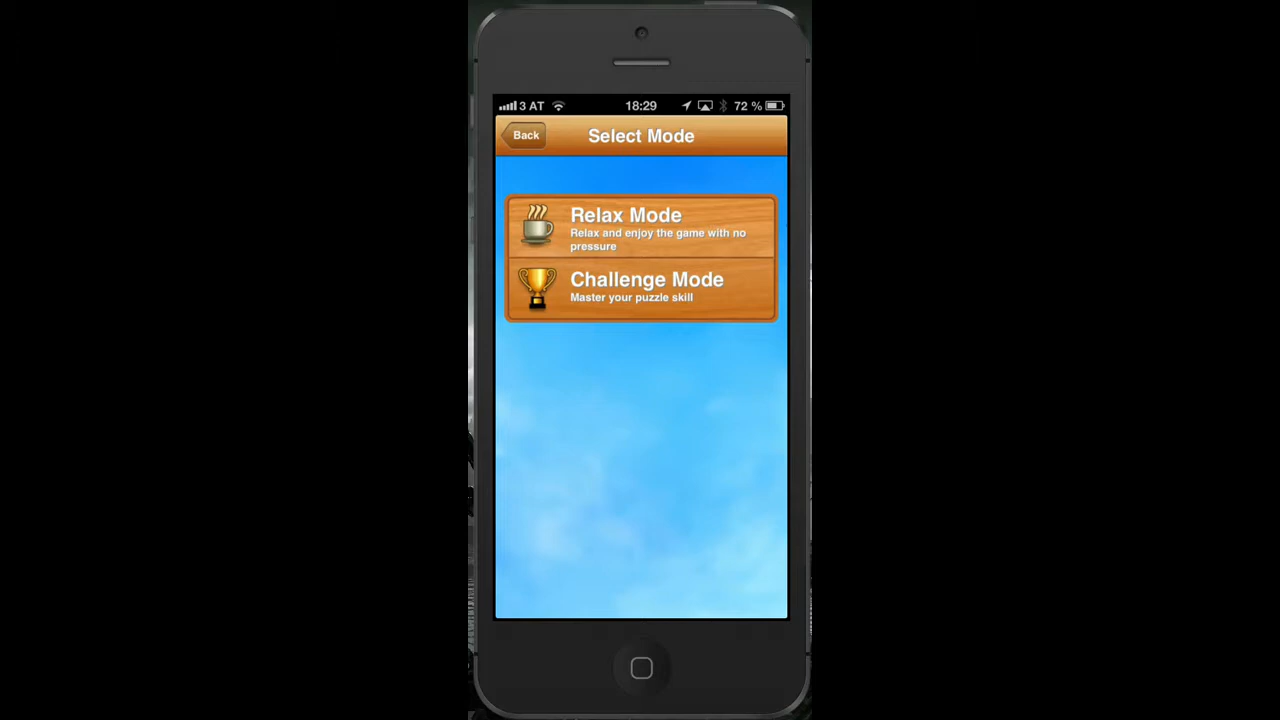 3 AT 18:29 72 %
Back Select Mode
Relax Mode
Relax and enjoy the game with no
pressure
Challenge Mode
Master your puzzle skill